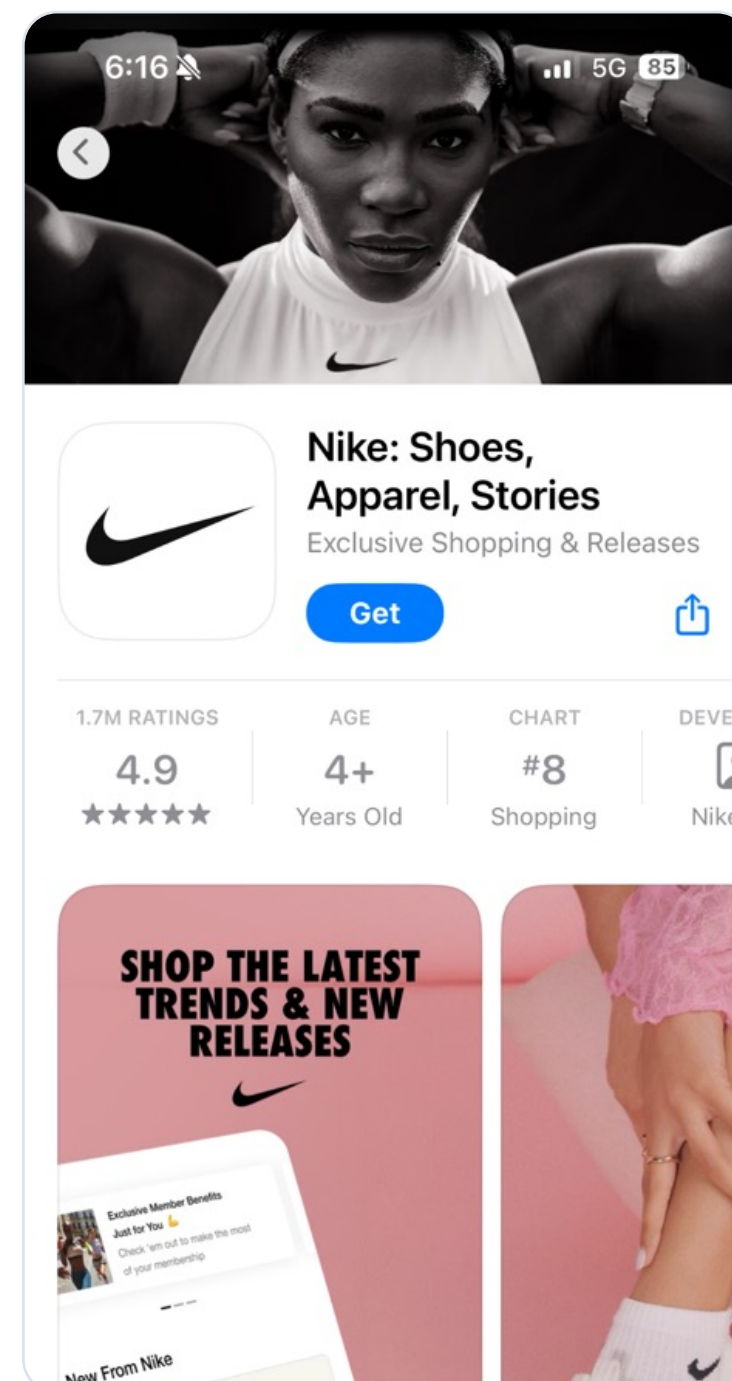 6:16
5G 85
Nike: Shoes,
Apparel, Stories
Exclusive Shopping & Releases
Get
1.7M RATINGS
4.9
★★★★★
AGE
4+
Years Old
CHART
#8
Shopping
DEVE
Nike
SHOP THE LATEST
TRENDS & NEW
RELEASES
Exclusive Member Benefits
Just for You 💪
Check 'em out to make the most
of your membership
New From Nike